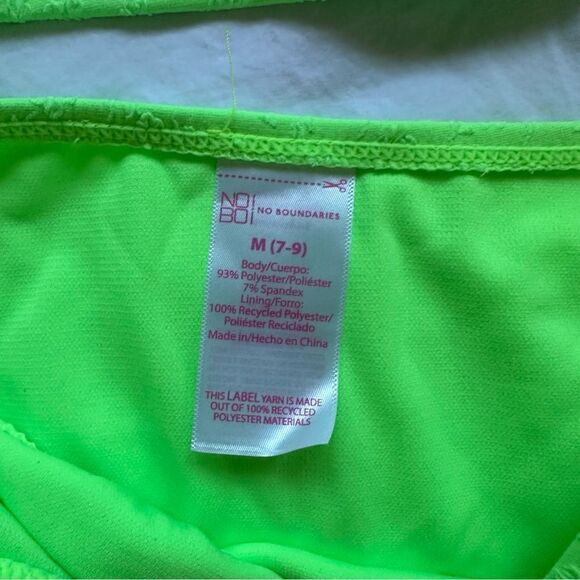 NO
BO
NO BOUNDARIES
M (7-9)
Body/Cuerpo:
93% Polyester/Poliéster
7% Spandex
Lining/Forro:
100% Recycled Polyester/
Poliéster Reciclado
Made in/Hecho en China
THIS LABEL YARN IS MADE
OUT OF 100% RECYCLED
POLYESTER MATERIALS